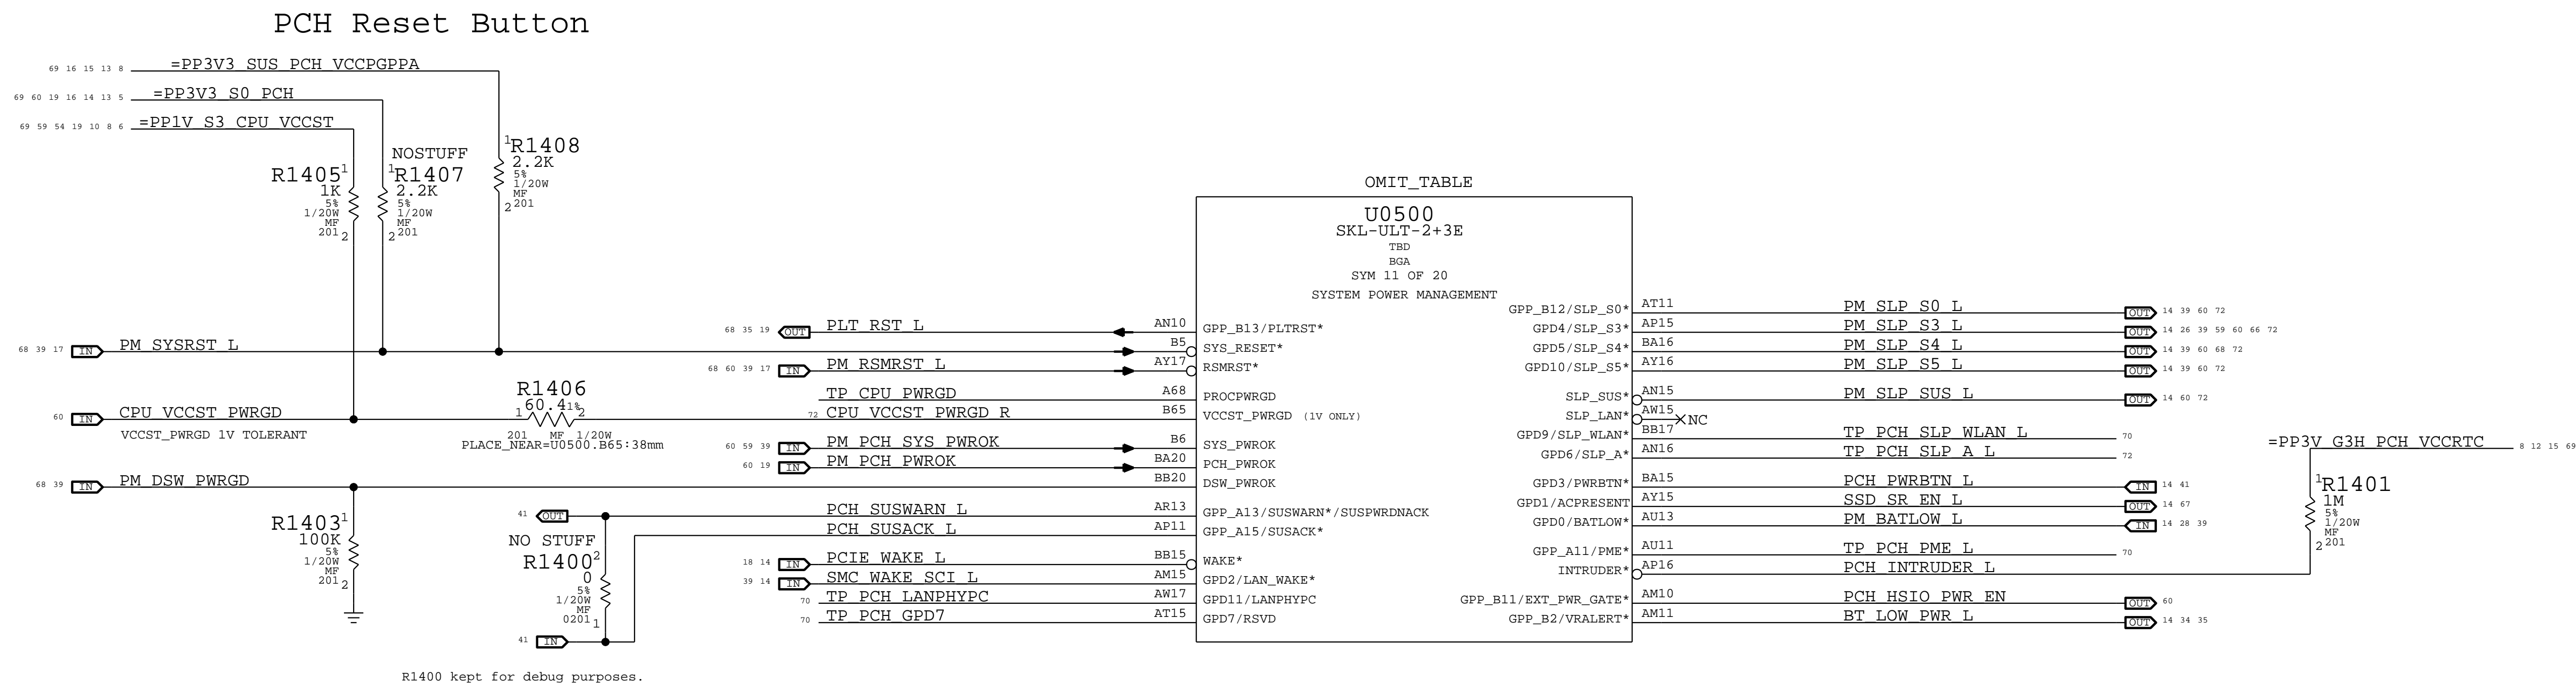 PCH Reset Button
69 16 15 13 8 =PP3V3_SUS_PCH_VCCPGPPA
69 60 19 16 14 13 5 =PP3V3_S0_PCH
69 59 54 19 10 8 6 =PP1V_S3_CPU_VCCST
R1405
1
1K
5%
1/20W
MF
201
2
NOSTUFF
1
R1407
2.2K
5%
1/20W
MF
201
2
1
R1408
2.2K
5%
1/20W
MF
201
2
68 39 17 IN PM_SYSRST_L
60 IN CPU_VCCST_PWRGD
VCCST_PWRGD 1V TOLERANT
R1406
60.4
1%
1 2
201 MF 1/20W
PLACE_NEAR=U0500.B65:38mm
68 39 IN PM_DSW_PWRGD
R1403
1
100K
5%
1/20W
MF
201
2
41 OUT
NO STUFF
R1400
2
0
5%
1/20W
MF
0201
1
41 IN
R1400 kept for debug purposes.
OMIT_TABLE
U0500
SKL-ULT-2+3E
TBD
BGA
SYM 11 OF 20
SYSTEM POWER MANAGEMENT
68 35 19 OUT PLT_RST_L AN10 GPP_B13/PLTRST*
B5 SYS_RESET*
68 60 39 17 IN PM_RSMRST_L AY17 RSMRST*
TP_CPU_PWRGD A68 PROCPWRGD
72 CPU_VCCST_PWRGD_R B65 VCCST_PWRGD (1V ONLY)
60 59 39 IN PM_PCH_SYS_PWROK B6 SYS_PWROK
60 19 IN PM_PCH_PWROK BA20 PCH_PWROK
BB20 DSW_PWROK
PCH_SUSWARN_L AR13 GPP_A13/SUSWARN*/SUSPWRDNACK
PCH_SUSACK_L AP11 GPP_A15/SUSACK*
18 14 IN PCIE_WAKE_L BB15 WAKE*
39 14 IN SMC_WAKE_SCI_L AM15 GPD2/LAN_WAKE*
70 TP_PCH_LANPHYPC AW17 GPD11/LANPHYPC
70 TP_PCH_GPD7 AT15 GPD7/RSVD
GPP_B12/SLP_S0* AT11 PM_SLP_S0_L OUT 14 39 60 72
GPD4/SLP_S3* AP15 PM_SLP_S3_L OUT 14 26 39 59 60 66 72
GPD5/SLP_S4* BA16 PM_SLP_S4_L OUT 14 39 60 68 72
GPD10/SLP_S5* AY16 PM_SLP_S5_L OUT 14 39 60 72
SLP_SUS* AN15 PM_SLP_SUS_L OUT 14 60 72
SLP_LAN* AW15 NC
GPD9/SLP_WLAN* BB17 TP_PCH_SLP_WLAN_L 70
GPD6/SLP_A* AN16 TP_PCH_SLP_A_L 72
GPD3/PWRBTN* BA15 PCH_PWRBTN_L IN 14 41
GPD1/ACPRESENT AY15 SSD_SR_EN_L OUT 14 67
GPD0/BATLOW* AU13 PM_BATLOW_L IN 14 28 39
GPP_A11/PME* AU11 TP_PCH_PME_L 70
INTRUDER* AP16 PCH_INTRUDER_L
GPP_B11/EXT_PWR_GATE* AM10 PCH_HSIO_PWR_EN OUT 60
GPP_B2/VRALERT* AM11 BT_LOW_PWR_L OUT 14 34 35
=PP3V_G3H_PCH_VCCRTC 8 12 15 69
1
R1401
1M
5%
1/20W
MF
201
2